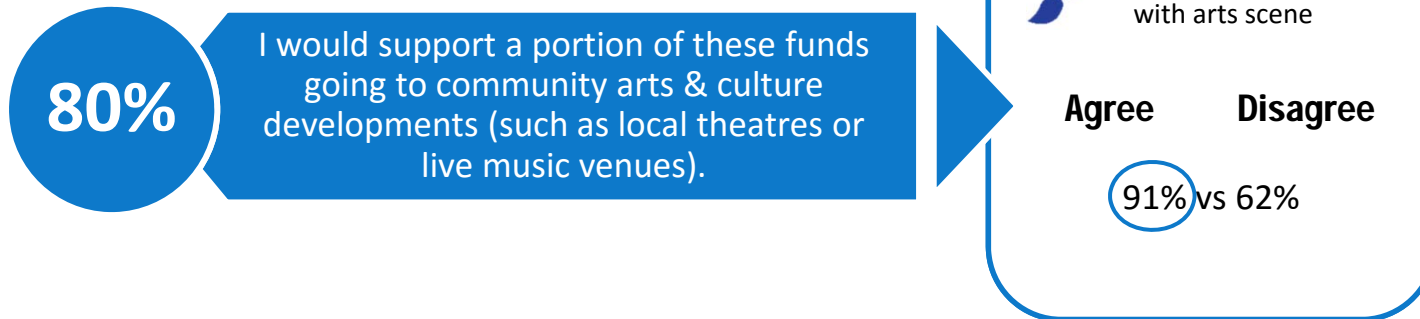 80%
I would support a portion of these funds
going to community arts & culture
developments (such as local theatres or
live music venues).
with arts scene
Agree Disagree
91% vs 62%